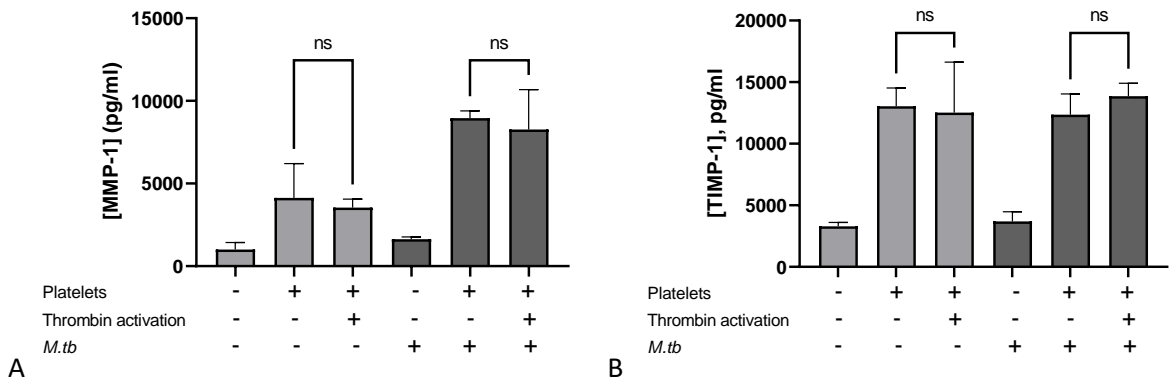 15000
10000
5000
0
[MMP-1] (pg/ml)
ns
ns
Platelets - + + - + +
Thrombin activation - - + - - +
M.tb - - - + + +
A
20000
15000
10000
5000
0
[TIMP-1], pg/ml
ns
ns
Platelets - + + - + +
Thrombin activation - - + - - +
M.tb - - - + + +
B